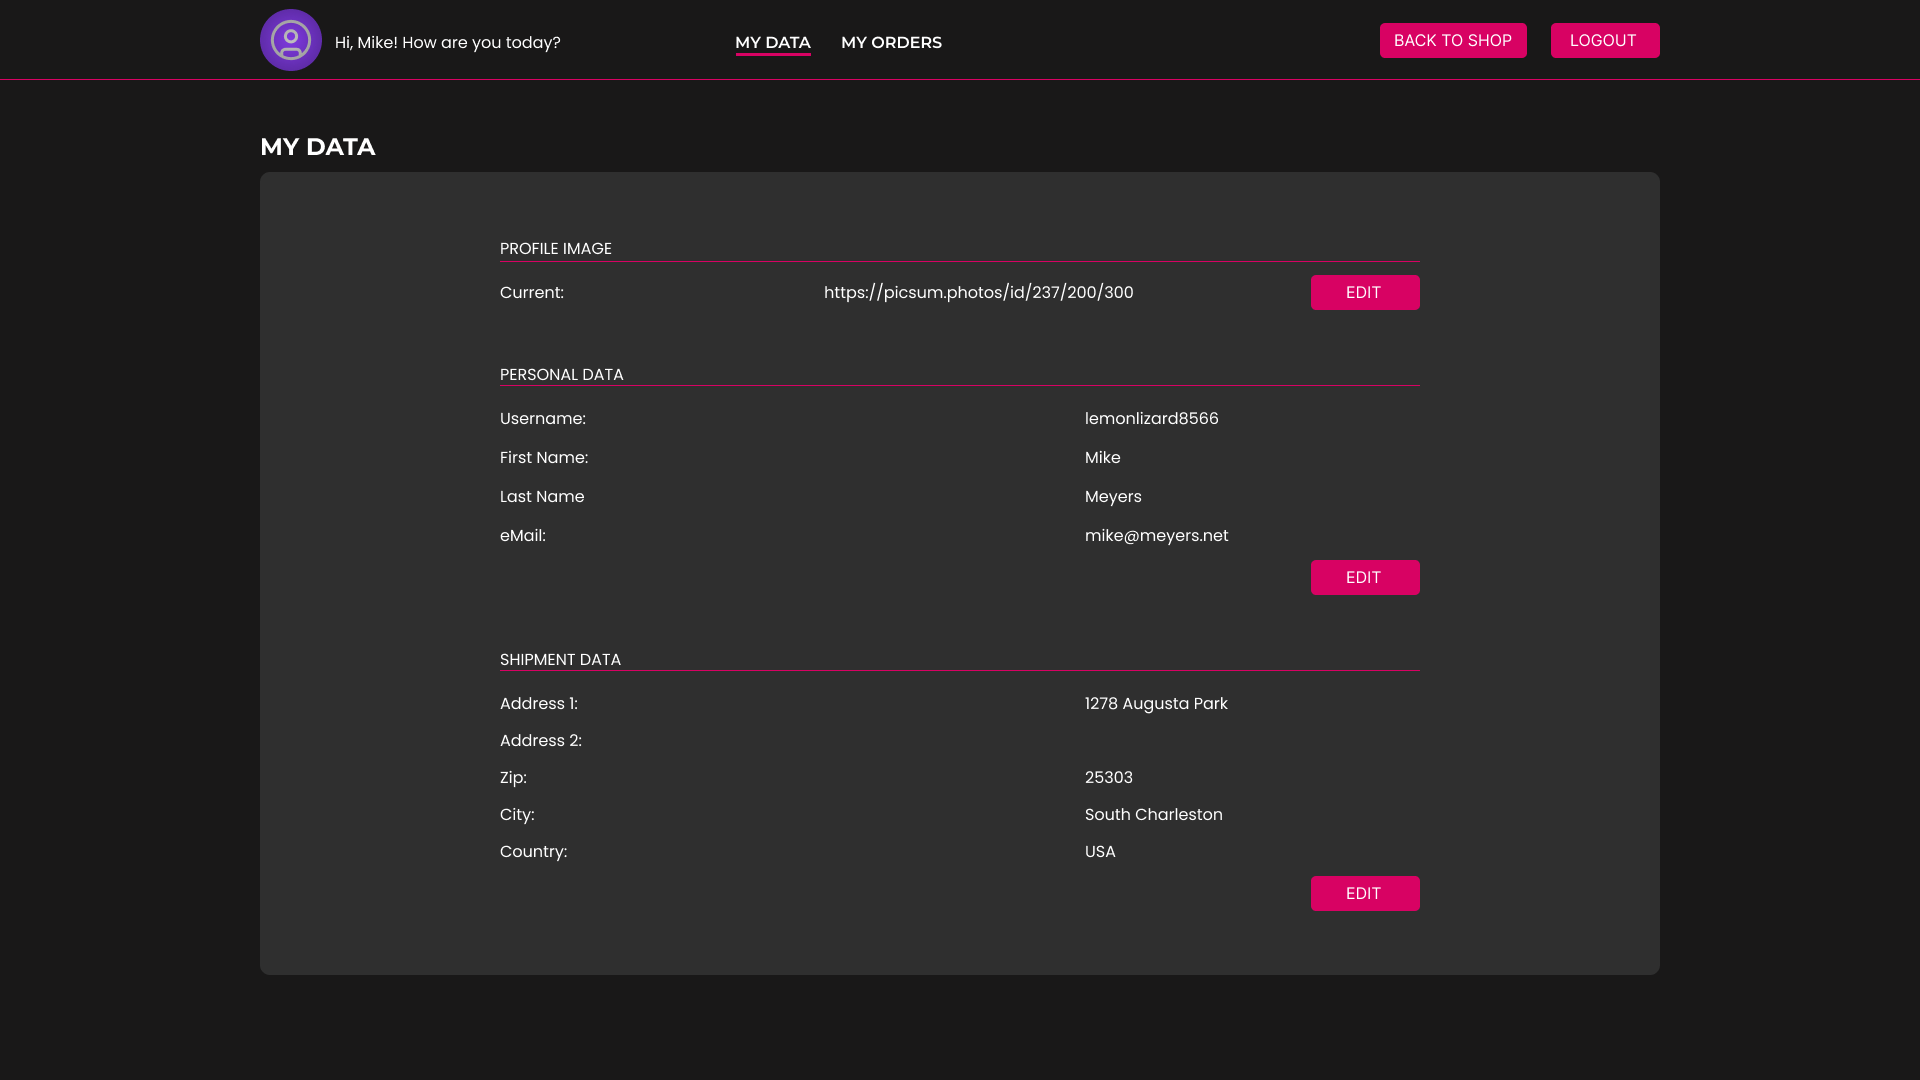 Hi, Mike! How are you today?
MY DATA
MY ORDERS
BACK TO SHOP
LOGOUT
MY DATA
PROFILE IMAGE
Current: https://picsum.photos/id/237/200/300 EDIT
PERSONAL DATA
Username: lemonlizard8566
First Name: Mike
Last Name Meyers
eMail: mike@meyers.net
EDIT
SHIPMENT DATA
Address 1: 1278 Augusta Park
Address 2:
Zip: 25303
City: South Charleston
Country: USA
EDIT